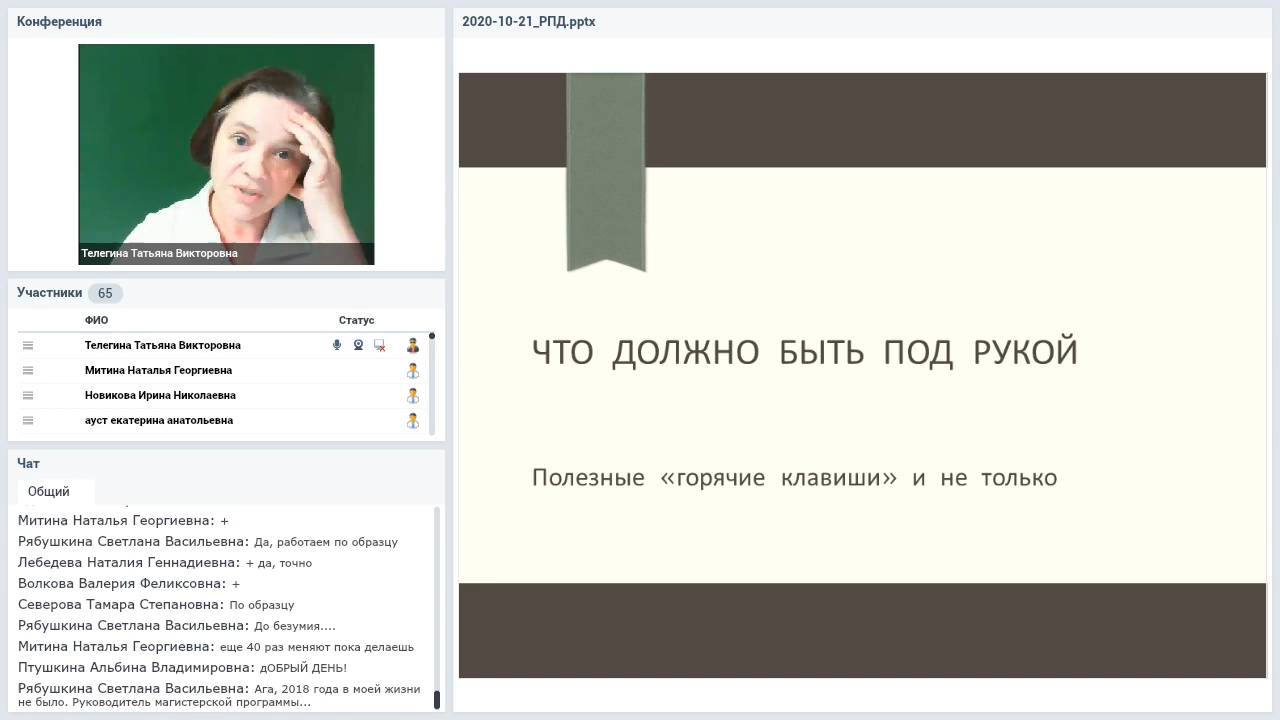 Конференция
Телегина Татьяна Викторовна
Участники 65
ФИО Статус
Телегина Татьяна Викторовна
Митина Наталья Георгиевна
Новикова Ирина Николаевна
ауст екатерина анатольевна
Чат
Общий
Митина Наталья Георгиевна: +
Рябушкина Светлана Васильевна: Да, работаем по образцу
Лебедева Наталия Геннадиевна: + да, точно
Волкова Валерия Феликсовна: +
Северова Тамара Степановна: По образцу
Рябушкина Светлана Васильевна: До безумия....
Митина Наталья Георгиевна: еще 40 раз меняют пока делаешь
Птушкина Альбина Владимировна: дОБРЫЙ ДЕНЬ!
Рябушкина Светлана Васильевна: Ага, 2018 года в моей жизни
не было. Руководитель магистерской программы...
2020-10-21_РПД.pptx
ЧТО ДОЛЖНО БЫТЬ ПОД РУКОЙ
Полезные «горячие клавиши» и не только